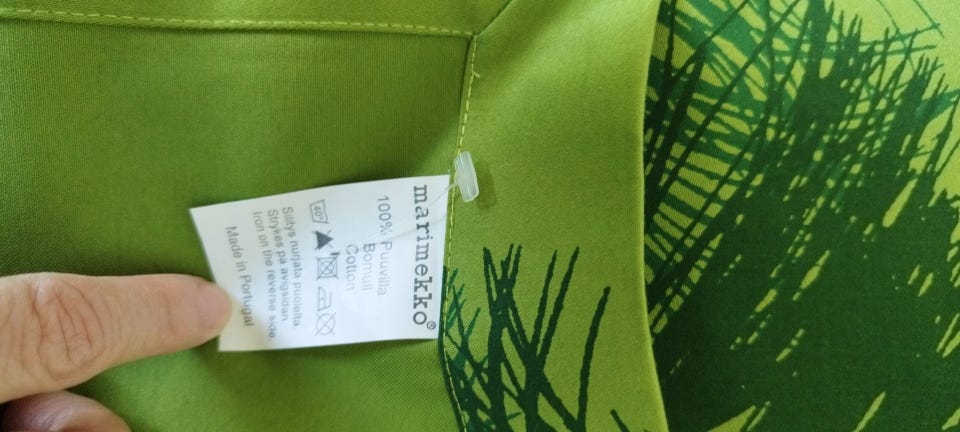 marimekko®
100% Puuvilla
Bomull
Cotton
40°
Silitys nurjalta puolelta.
Strykes på avigsidan.
Iron on the reverse side.
Made in Portugal